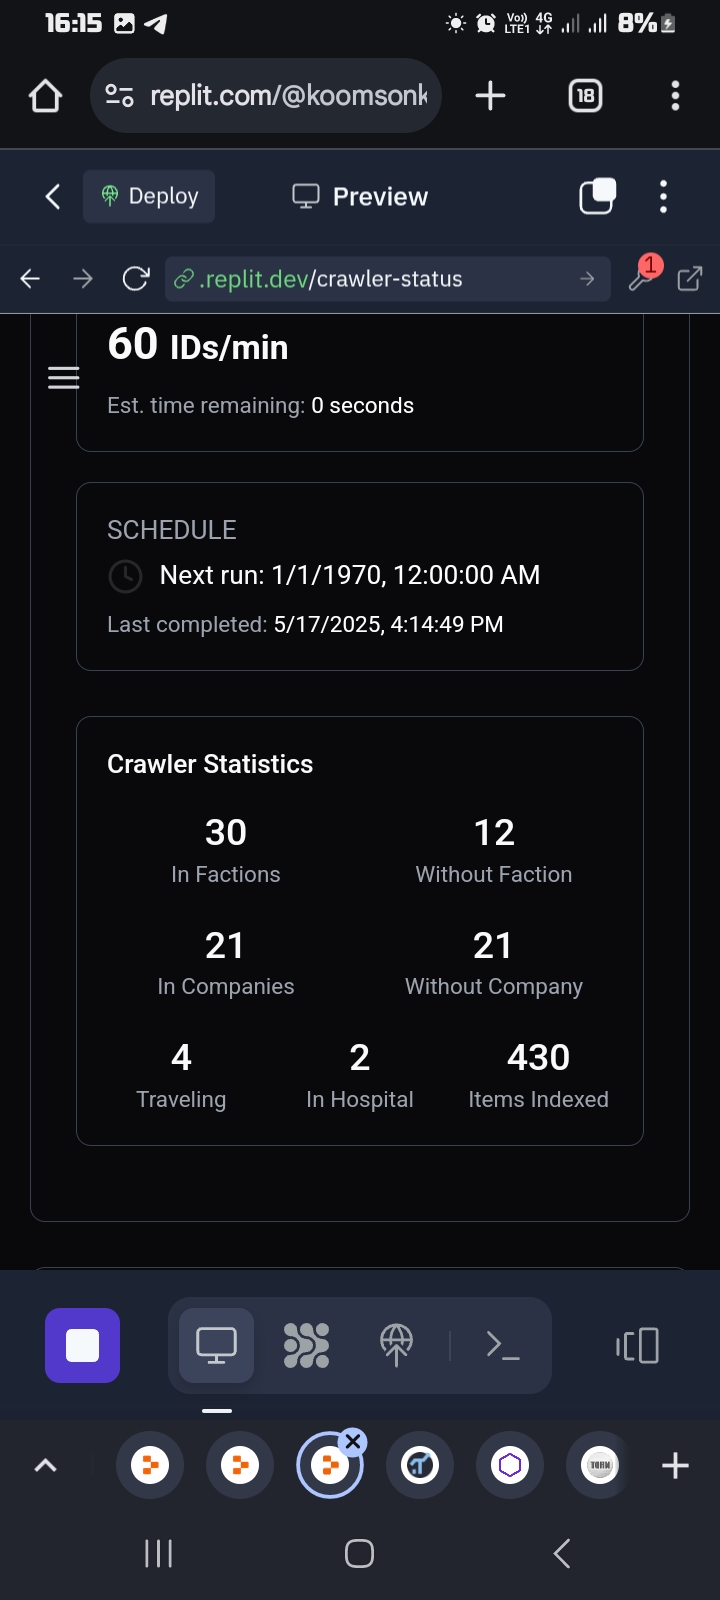 16:15
Vo))
LTE1
4G
8%
replit.com/@koomsonk
18
Deploy
Preview
.replit.dev/crawler-status
1
60 IDs/min
Est. time remaining: 0 seconds
SCHEDULE
Next run: 1/1/1970, 12:00:00 AM
Last completed: 5/17/2025, 4:14:49 PM
Crawler Statistics
30
12
In Factions
Without Faction
21
21
In Companies
Without Company
4
2
430
Traveling
In Hospital
Items Indexed
TORN